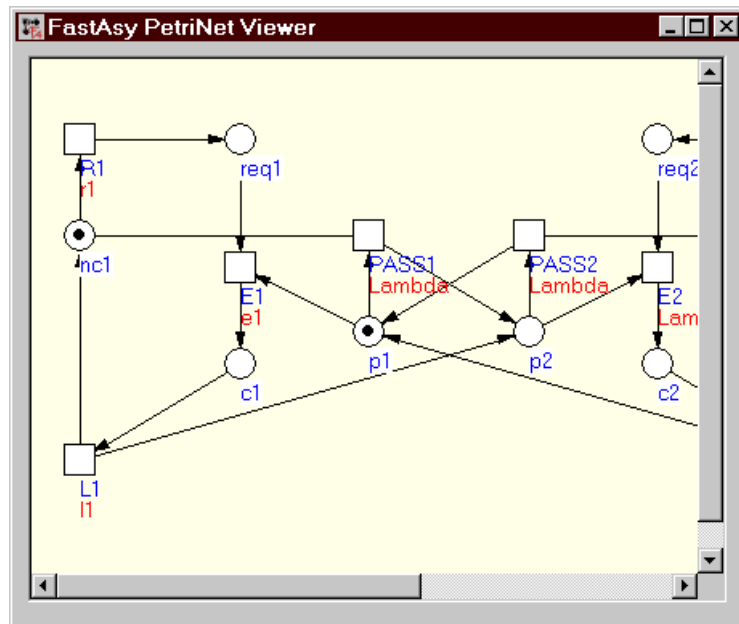 FastAsy PetriNet Viewer
R1
r1
req1
req2
nc1
PASS1
Lambda
PASS2
Lambda
E1
e1
E2
Lam
p1
p2
c1
c2
L1
l1